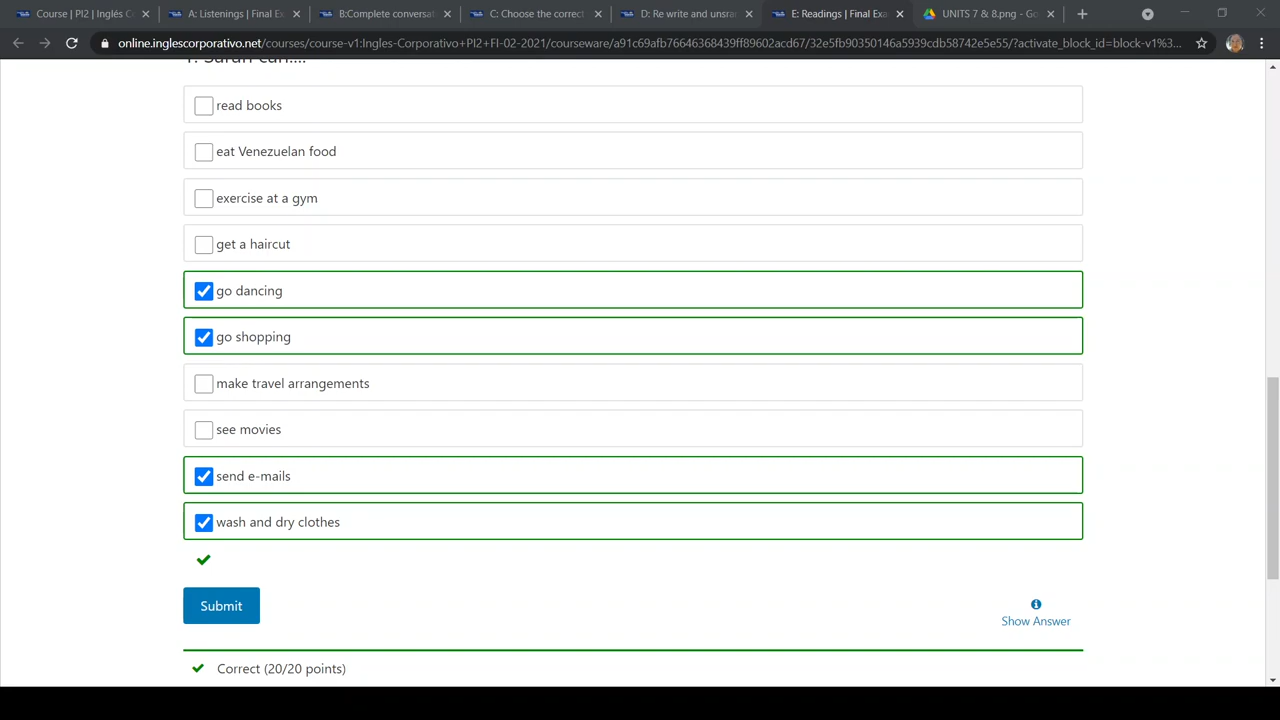 Course | PI2 | Inglés C
A: Listenings | Final Ex
B:Complete conversat
C: Choose the correct
D: Re write and unsra
E: Readings | Final Exa
UNITS 7 & 8.png - Go
online.inglescorporativo.net/courses/course-v1:Ingles-Corporativo+PI2+FI-02-2021/courseware/a91c69afb76646368439ff89602acd67/32e5fb90350146a5939cdb58742e5e55/?activate_block_id=block-v1%3...
1. Sarah can....
read books
eat Venezuelan food
exercise at a gym
get a haircut
go dancing
go shopping
make travel arrangements
see movies
send e-mails
wash and dry clothes
Submit
Show Answer
Correct (20/20 points)